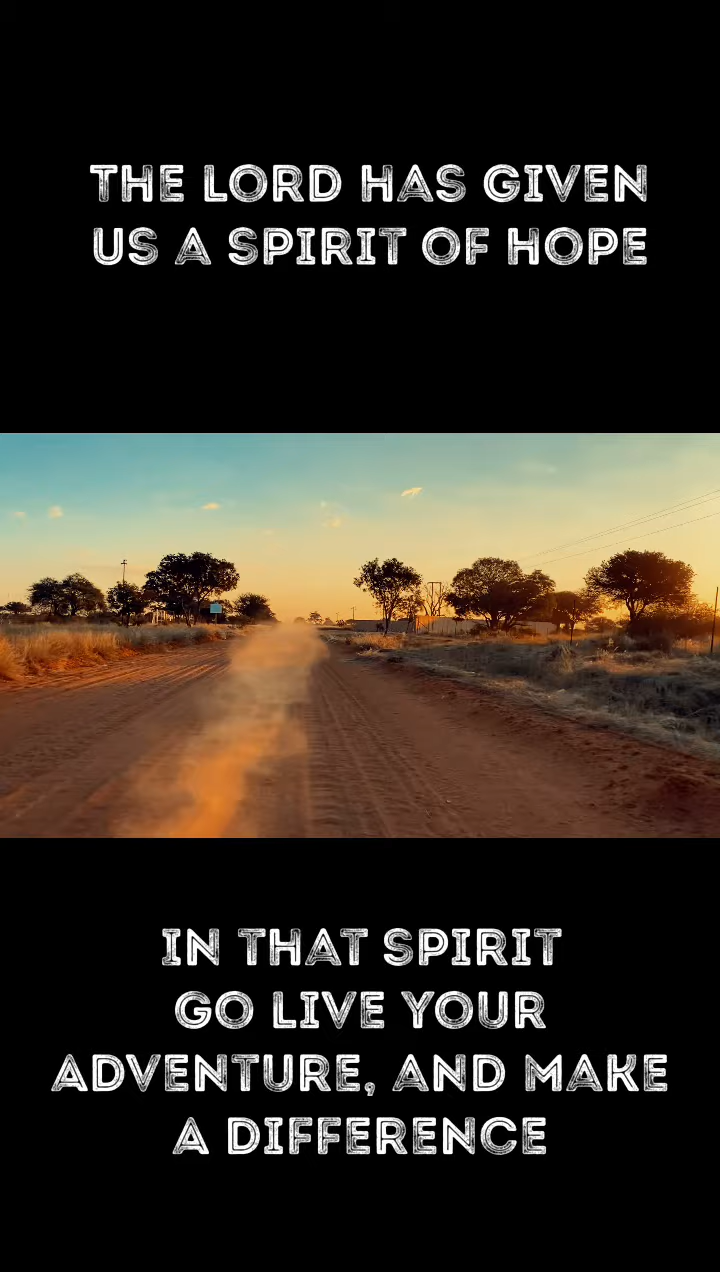 THE LORD HAS GIVEN
US A SPIRIT OF HOPE
IN THAT SPIRIT
GO LIVE YOUR
ADVENTURE, AND MAKE
A DIFFERENCE